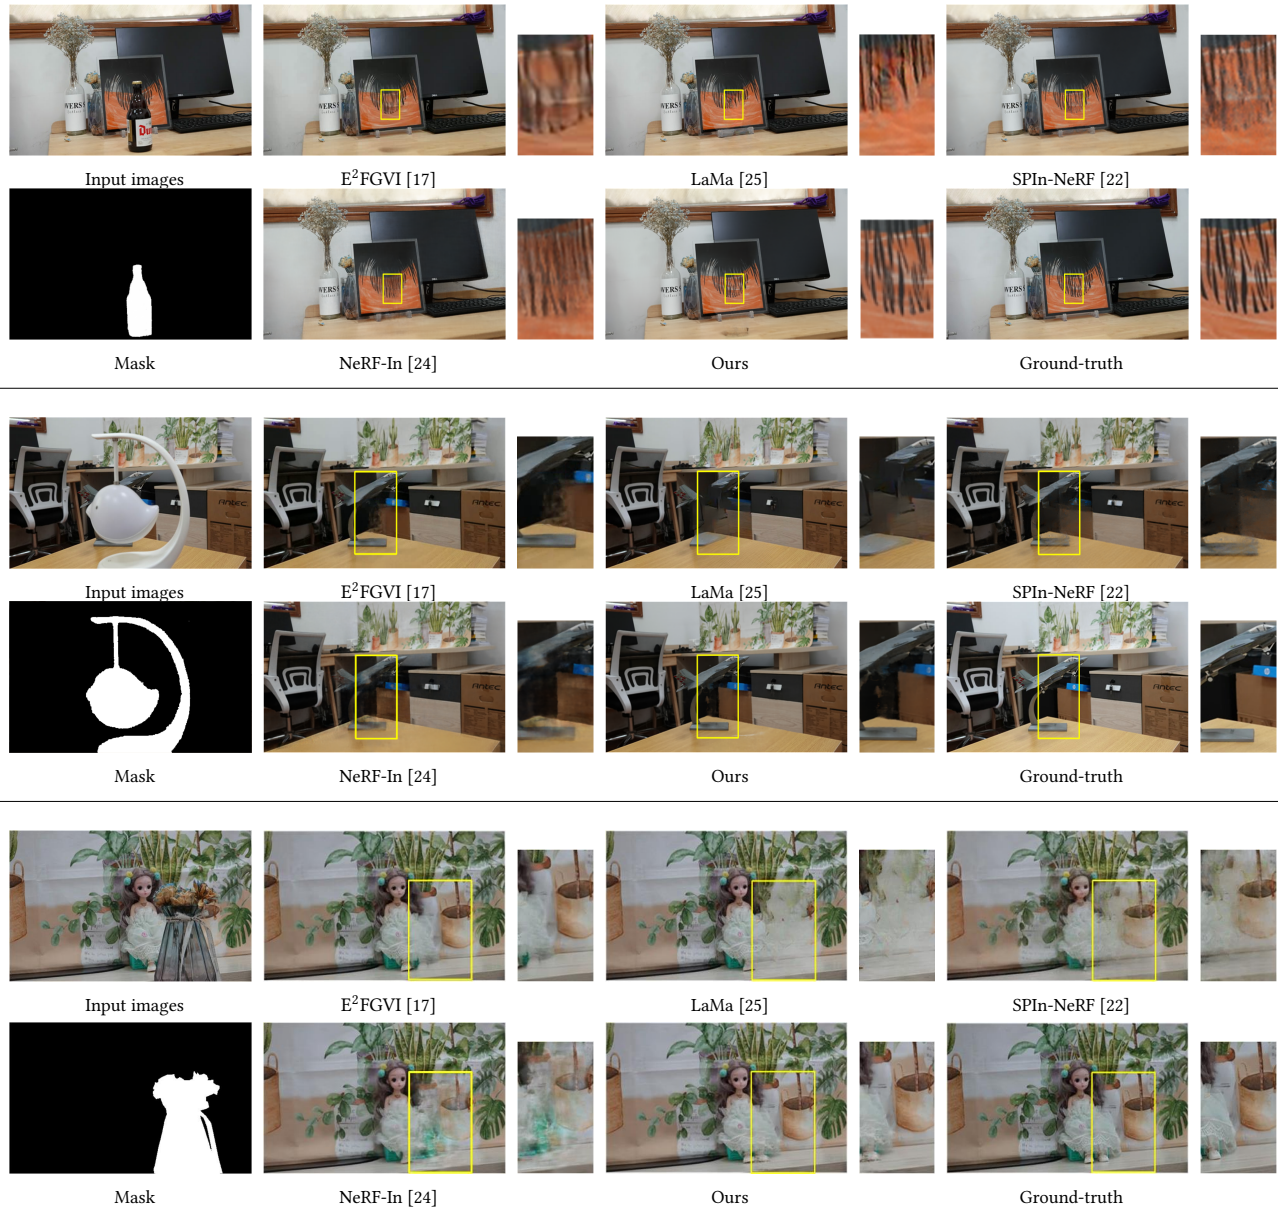 Input images
E²FGVI [17]
LaMa [25]
SPIn-NeRF [22]
Mask
NeRF-In [24]
Ours
Ground-truth
Input images
E²FGVI [17]
LaMa [25]
SPIn-NeRF [22]
Mask
NeRF-In [24]
Ours
Ground-truth
Input images
E²FGVI [17]
LaMa [25]
SPIn-NeRF [22]
Mask
NeRF-In [24]
Ours
Ground-truth